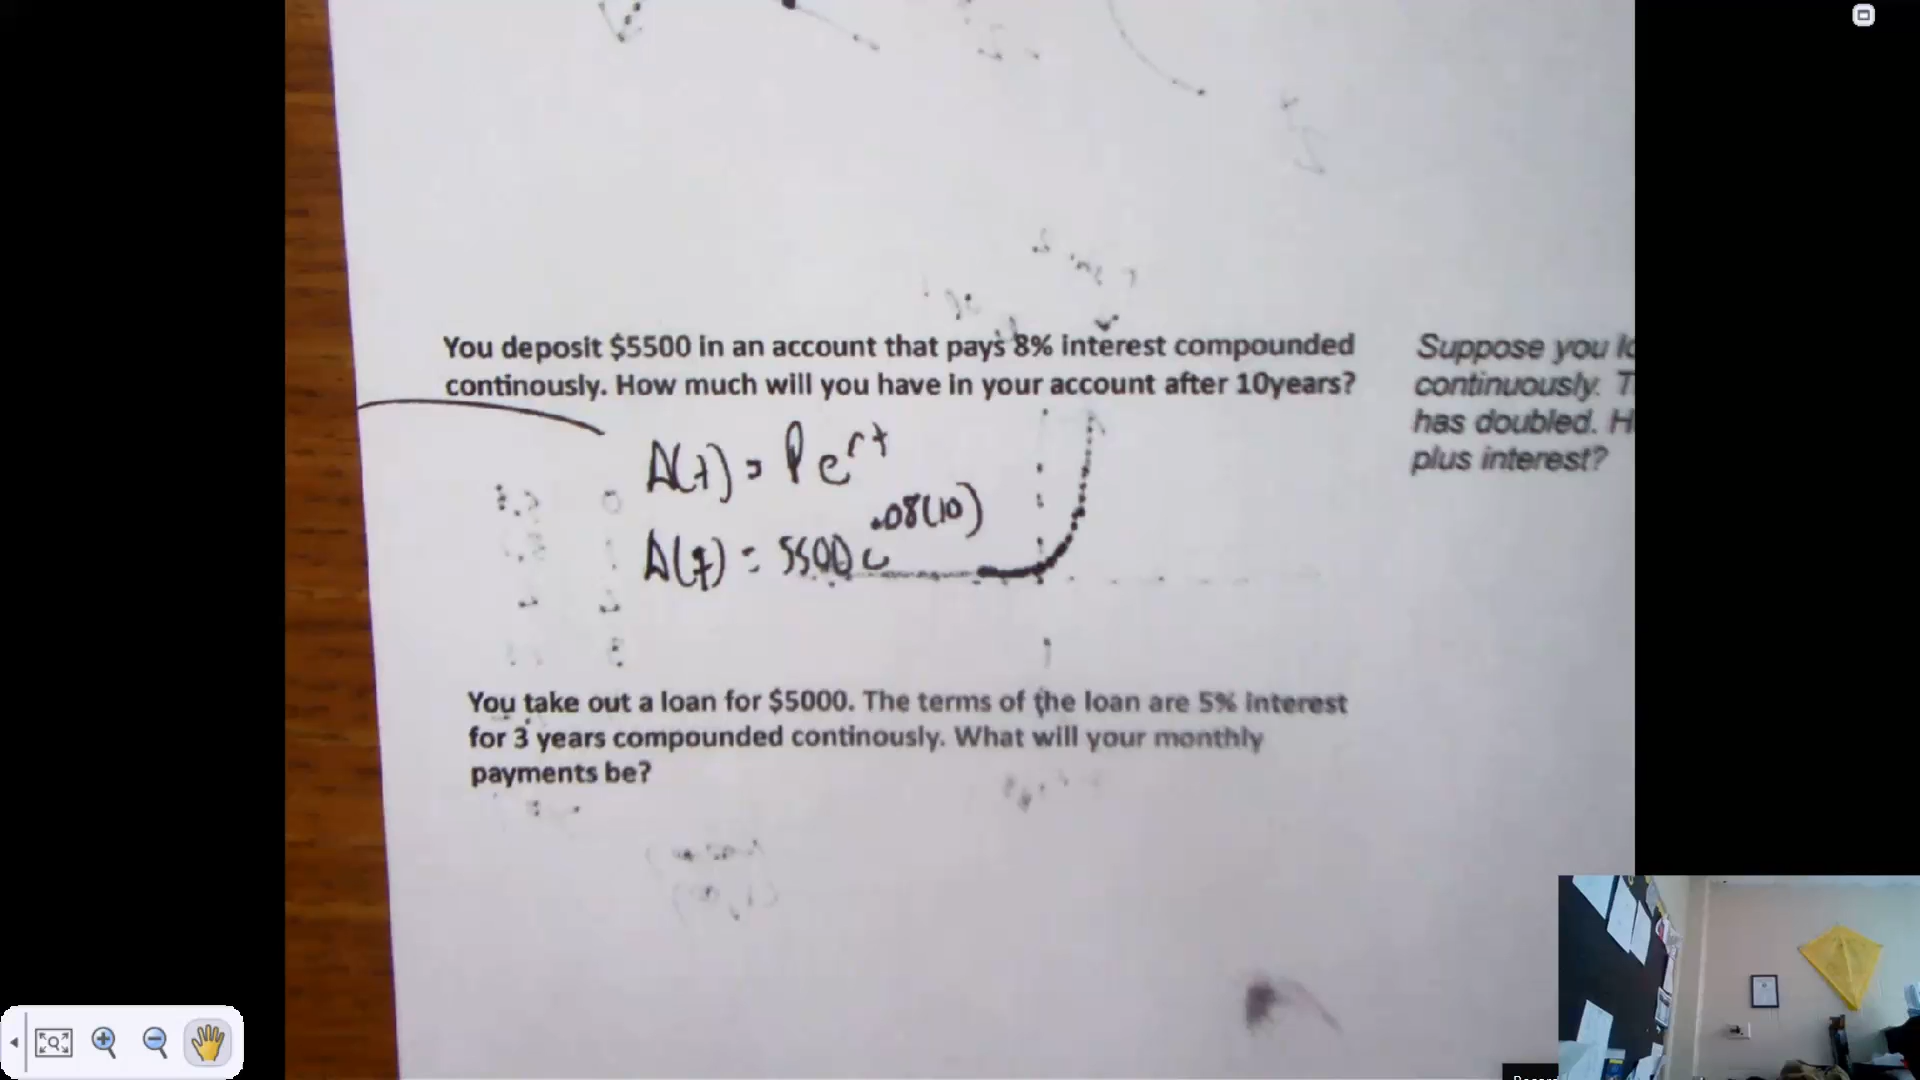 You deposit $5500 in an account that pays 8% interest compounded
continously. How much will you have in your account after 10years?
A(t) = Pe^rt
A(t) = 5500e^.08(10)
You take out a loan for $5000. The terms of the loan are 5% interest
for 3 years compounded continously. What will your monthly
payments be?
Suppose you
continuously.
has doubled.
plus interest?